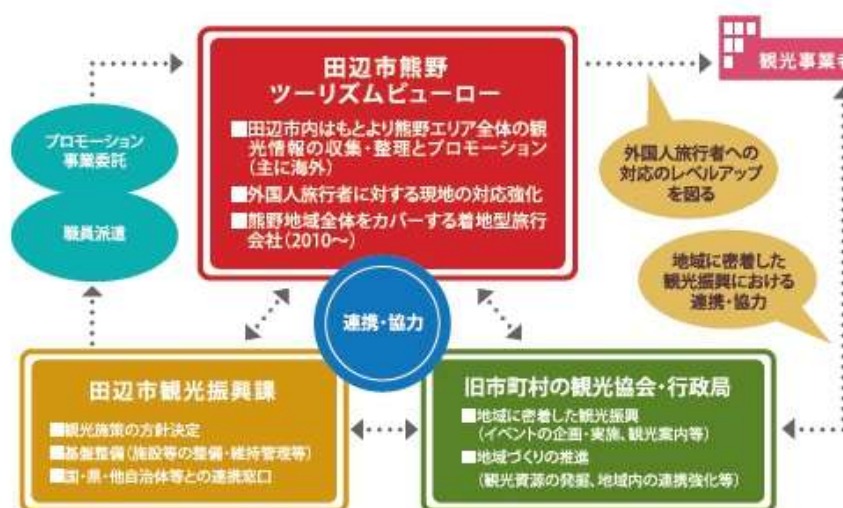 田辺市熊野
ツーリズムビューロー
■田辺市内はもとより熊野エリア全体の観
光情報の収集・整理とプロモーション
(主に海外)
■外国人旅行者に対する現地の対応強化
■熊野地域全体をカバーする着地型旅行
会社(2010〜)
観光事業者
プロモーション
事業委託
職員派遣
外国人旅行者への
対応のレベルアップ
を図る
地域に密着した
観光振興における
連携・協力
連携・協力
田辺市観光振興課
■観光施策の方針決定
■基盤整備(施設等の整備・維持管理等)
■国・県・他自治体等との連携窓口
旧市町村の観光協会・行政局
■地域に密着した観光振興
(イベントの企画・実施、観光案内等)
■地域づくりの推進
(観光資源の発掘、地域内の連携強化等)